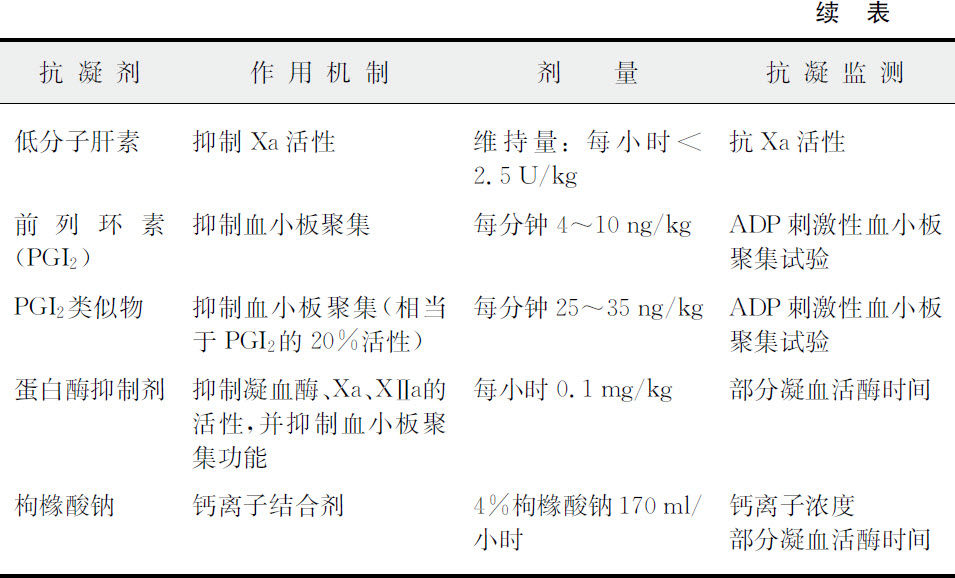 续 表
抗凝剂 作用机制 剂 量 抗凝监测
低分子肝素 抑制 Xa 活性 维持量: 每小时< 抗 Xa 活性
2.5 U/kg
前列环素 抑制血小板聚集 每分钟 4~10 ng/kg ADP 刺激性血小板
(PGI₂) 聚集试验
PGI₂类似物 抑制血小板聚集(相当 每分钟 25~35 ng/kg ADP 刺激性血小板
于 PGI₂的 20%活性) 聚集试验
蛋白酶抑制剂 抑制凝血酶、Xa、XⅡa的 每小时 0.1 mg/kg 部分凝血活酶时间
活性,并抑制血小板聚
集功能
枸橼酸钠 钙离子结合剂 4%枸橼酸钠 170 ml/ 钙离子浓度
小时 部分凝血活酶时间